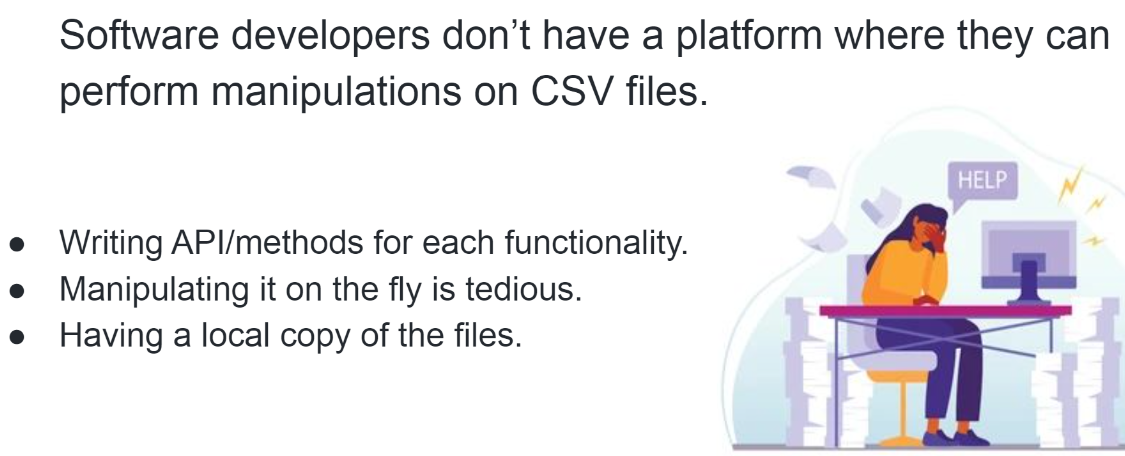 Software developers don’t have a platform where they can
perform manipulations on CSV files.
HELP
● Writing API/methods for each functionality.
● Manipulating it on the fly is tedious.
● Having a local copy of the files.